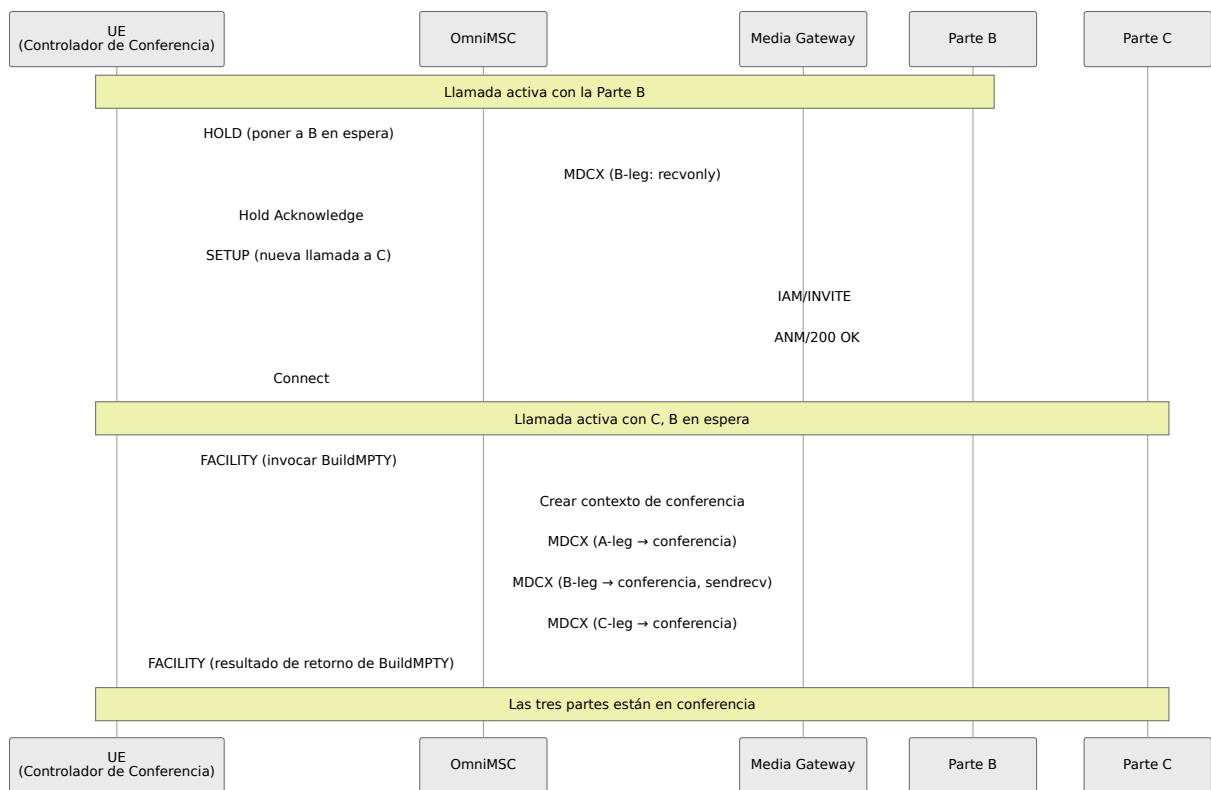 UE
(Controlador de Conferencia)
OmniMSC
Media Gateway
Parte B
Parte C
Llamada activa con la Parte B
HOLD (poner a B en espera)
MDCX (B-leg: recvonly)
Hold Acknowledge
SETUP (nueva llamada a C)
IAM/INVITE
ANM/200 OK
Connect
Llamada activa con C, B en espera
FACILITY (invocar BuildMPTY)
Crear contexto de conferencia
MDCX (A-leg → conferencia)
MDCX (B-leg → conferencia, sendrecv)
MDCX (C-leg → conferencia)
FACILITY (resultado de retorno de BuildMPTY)
Las tres partes están en conferencia
UE
(Controlador de Conferencia)
OmniMSC
Media Gateway
Parte B
Parte C